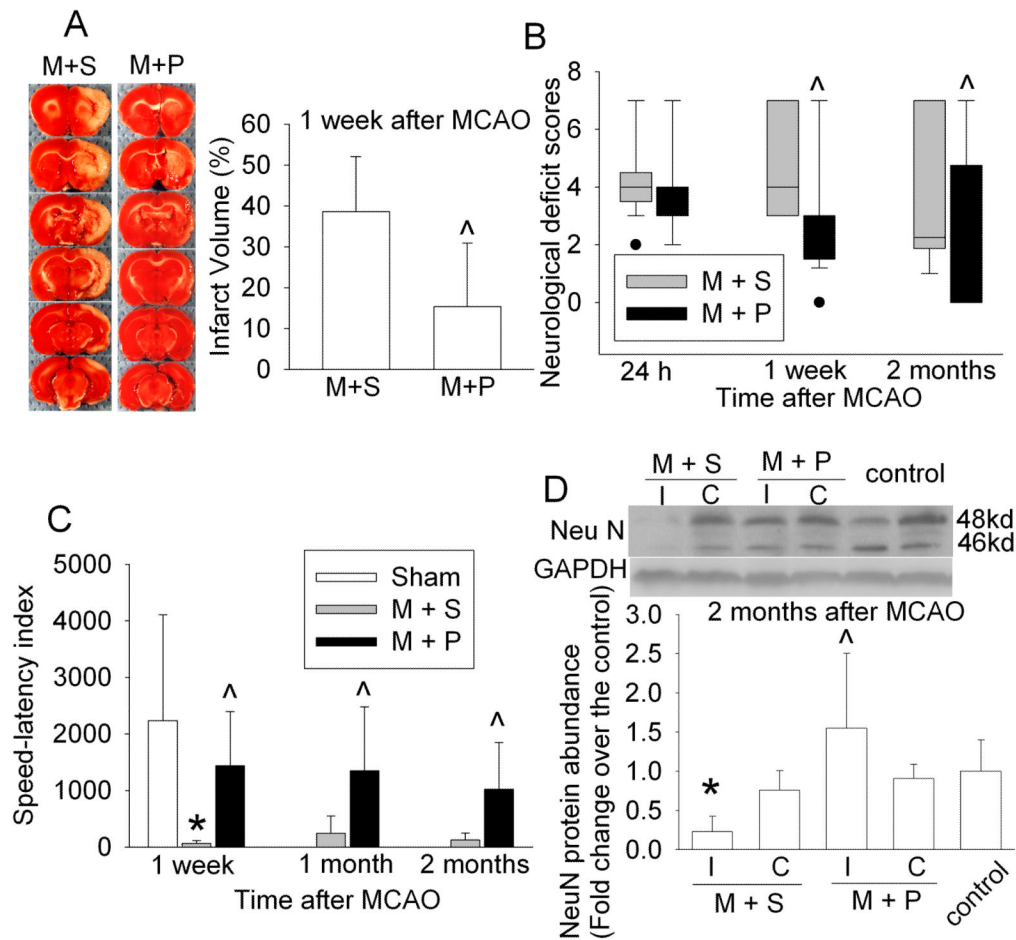 A
M+S M+P
1 week after MCAO
Infarct Volume (%)
60
50
40
30
20
10
0
^
M+S M+P
B
Neurological deficit scores
8
6
4
2
0
^ ^
M + S
M + P
24 h 1 week 2 months
Time after MCAO
C
Speed-latency index
5000
4000
3000
2000
1000
0
Sham
M + S
M + P
* ^ ^ ^
1 week 1 month 2 months
Time after MCAO
D
M + S M + P control
I C I C
Neu N
48kd
46kd
GAPDH
2 months after MCAO
NeuN protein abundance
(Fold change over the control)
3.0
2.5
2.0
1.5
1.0
0.5
0.0
* ^
I C I C control
M + S M + P